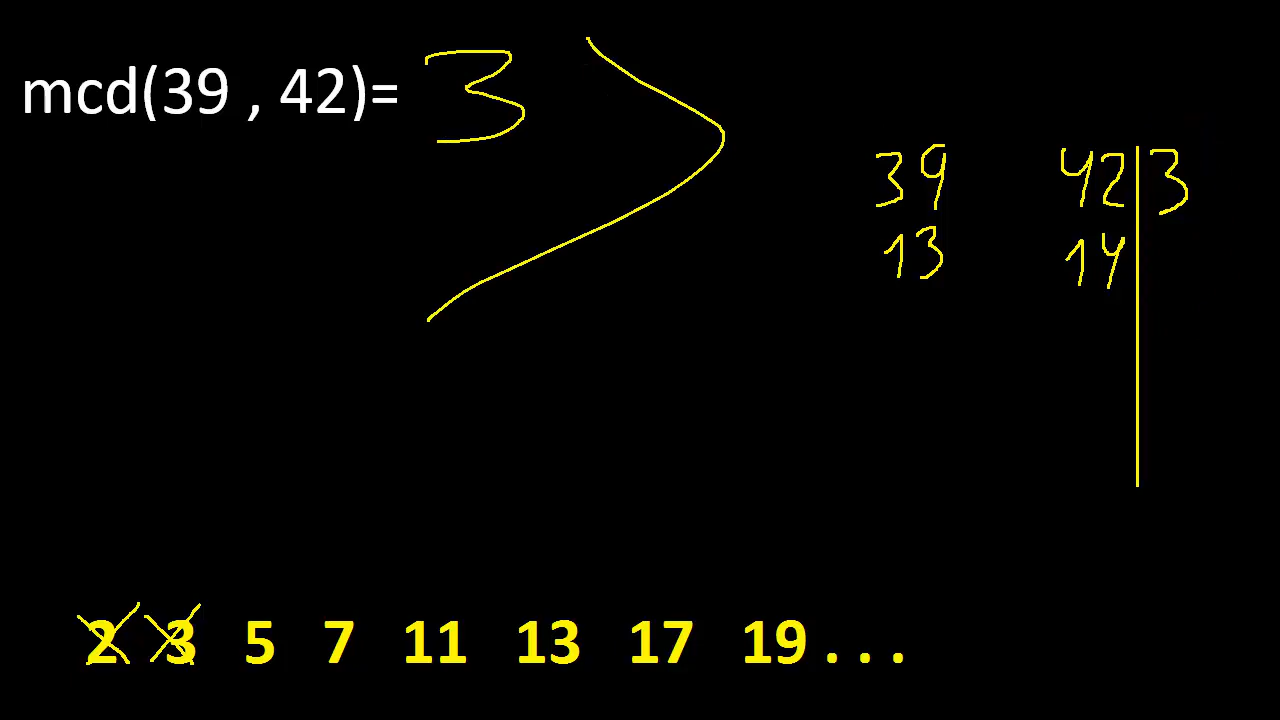 mcd(39 , 42)= 3
39 42 3
13 14
2 3 5 7 11 13 17 19 . . .